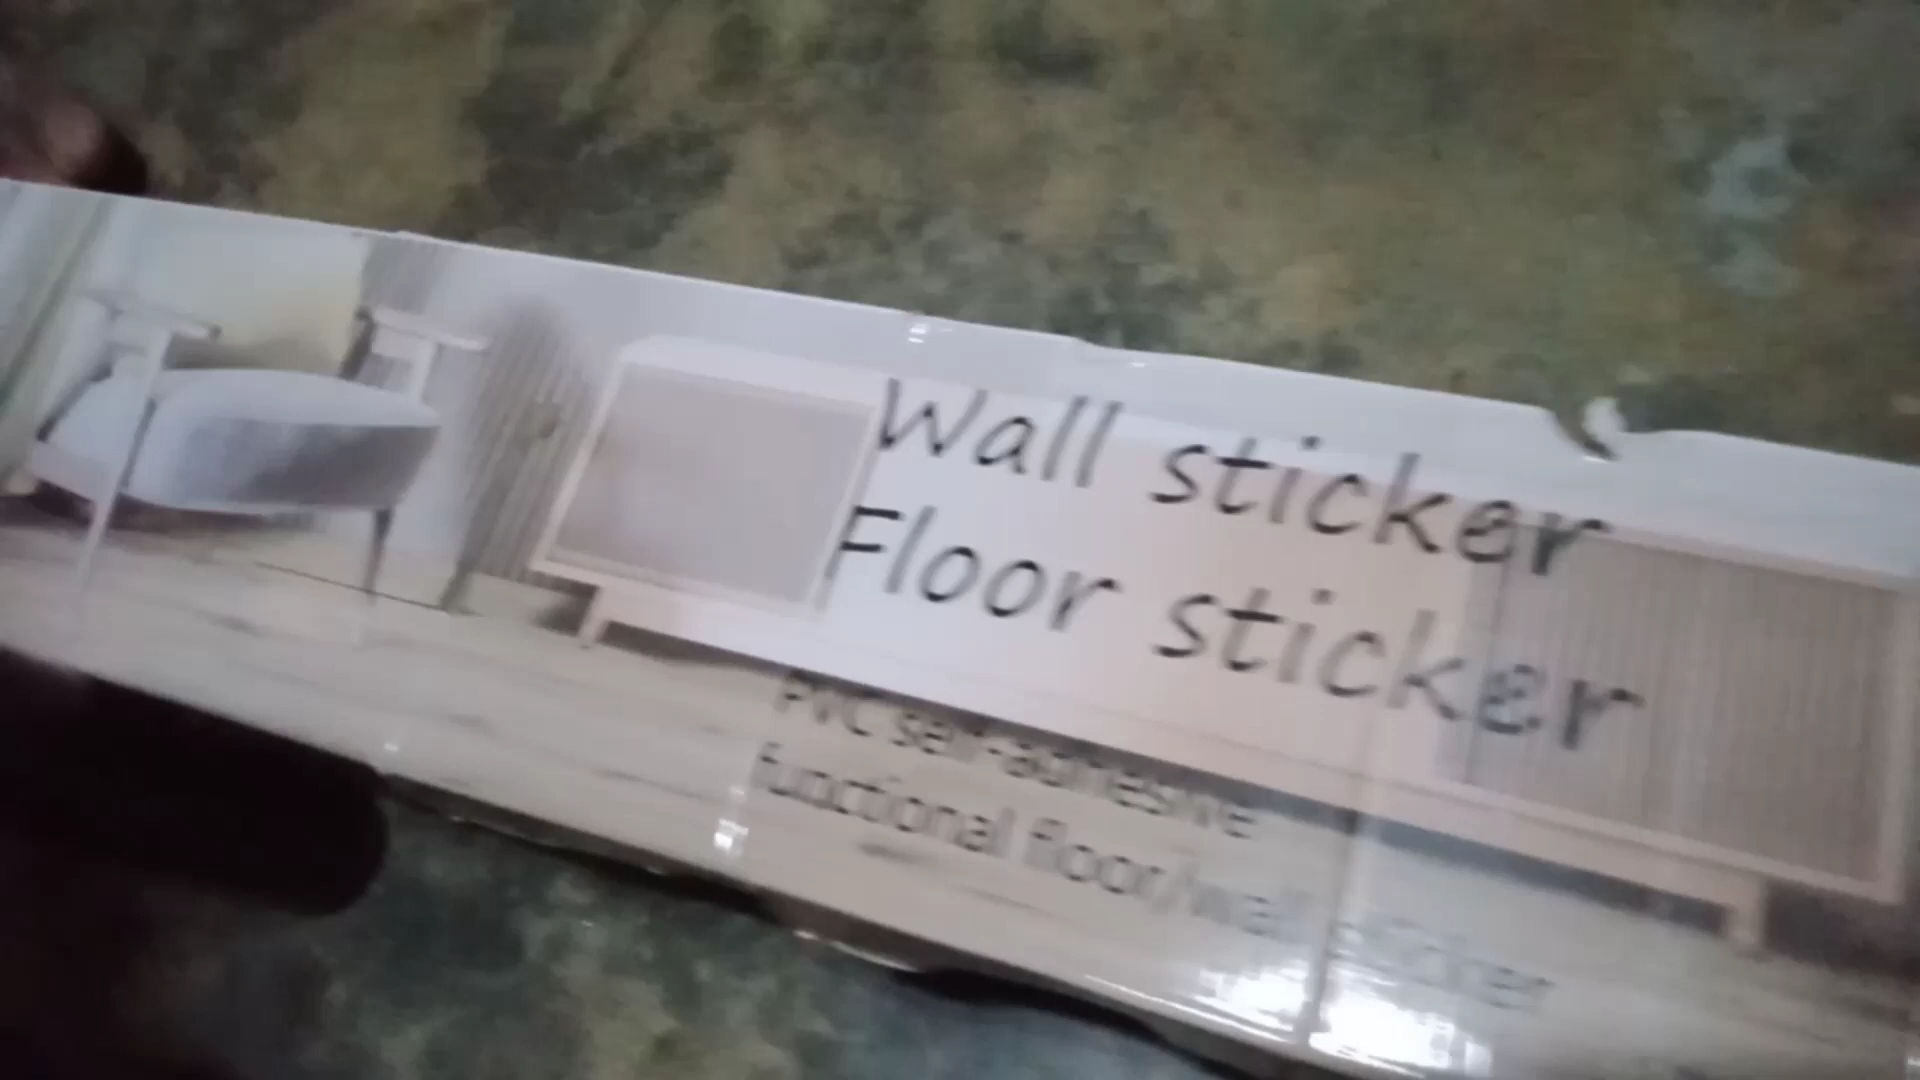 Wall sticker
Floor sticker
PVC self-adhesive
functional floor/wall sticker